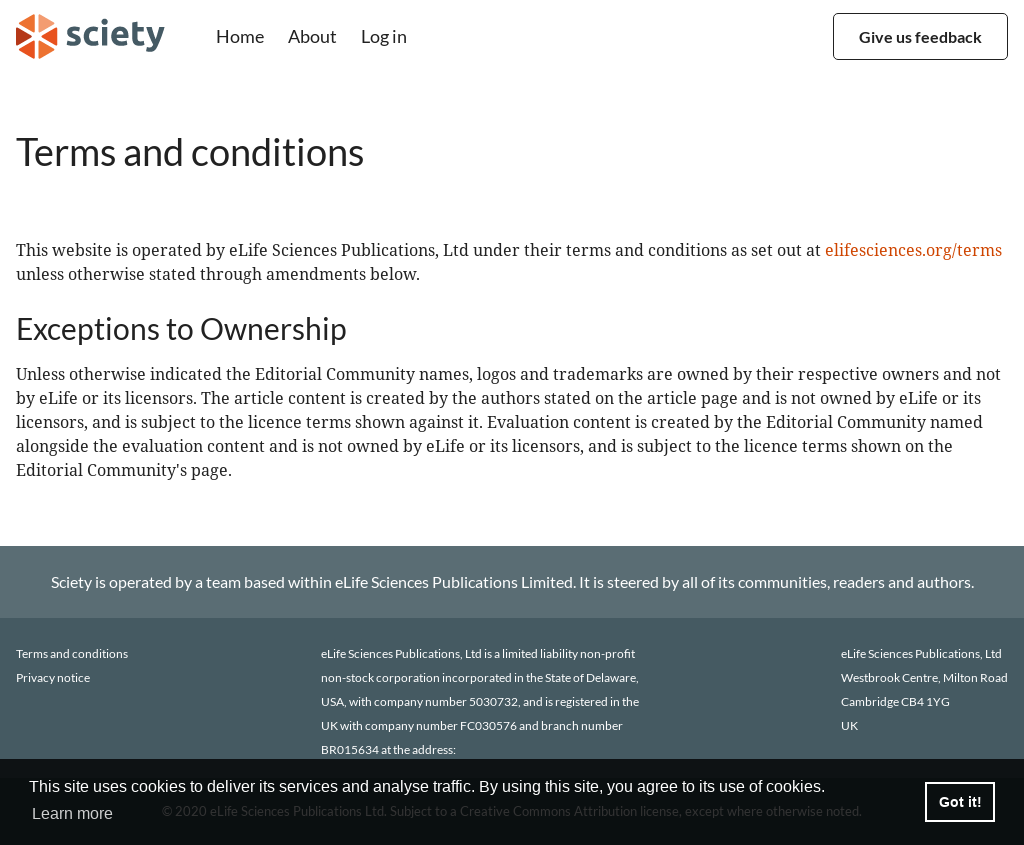 sciety
Home About Log in
Give us feedback
Terms and conditions
This website is operated by eLife Sciences Publications, Ltd under their terms and conditions as set out at elifesciences.org/terms
unless otherwise stated through amendments below.
Exceptions to Ownership
Unless otherwise indicated the Editorial Community names, logos and trademarks are owned by their respective owners and not
by eLife or its licensors. The article content is created by the authors stated on the article page and is not owned by eLife or its
licensors, and is subject to the licence terms shown against it. Evaluation content is created by the Editorial Community named
alongside the evaluation content and is not owned by eLife or its licensors, and is subject to the licence terms shown on the
Editorial Community's page.
Sciety is operated by a team based within eLife Sciences Publications Limited. It is steered by all of its communities, readers and authors.
Terms and conditions
Privacy notice
eLife Sciences Publications, Ltd is a limited liability non-profit
non-stock corporation incorporated in the State of Delaware,
USA, with company number 5030732, and is registered in the
UK with company number FC030576 and branch number
BR015634 at the address:
eLife Sciences Publications, Ltd
Westbrook Centre, Milton Road
Cambridge CB4 1YG
UK
This site uses cookies to deliver its services and analyse traffic. By using this site, you agree to its use of cookies.
Learn more
Got it!
© 2020 eLife Sciences Publications Ltd. Subject to a Creative Commons Attribution license, except where otherwise noted.